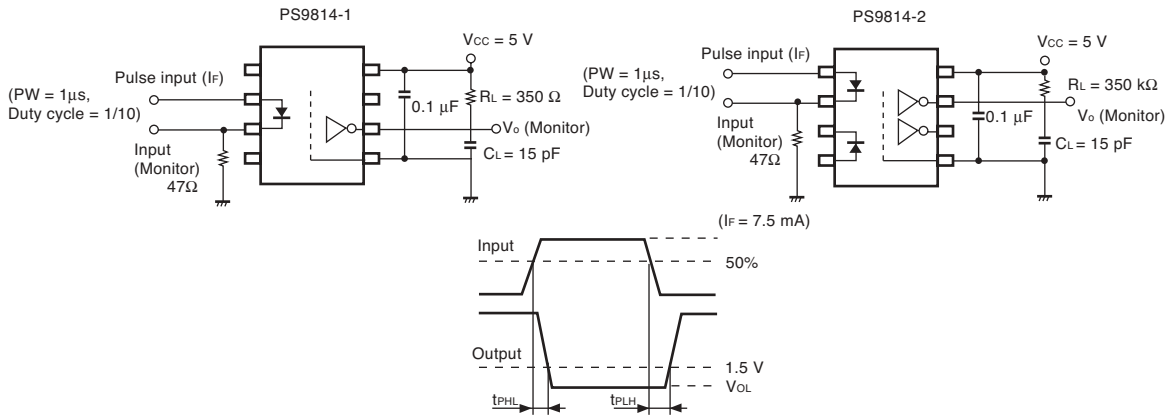 PS9814-1
VCC = 5 V
Pulse input (IF)
(PW = 1μs,
Duty cycle = 1/10)
0.1 μF
RL = 350 Ω
Vo (Monitor)
Input
(Monitor)
47Ω
CL = 15 pF
PS9814-2
VCC = 5 V
Pulse input (IF)
(PW = 1μs,
Duty cycle = 1/10)
RL = 350 kΩ
0.1 μF
Vo (Monitor)
Input
(Monitor)
47Ω
CL = 15 pF
(IF = 7.5 mA)
Input
50%
Output
1.5 V
VOL
tPHL
tPLH